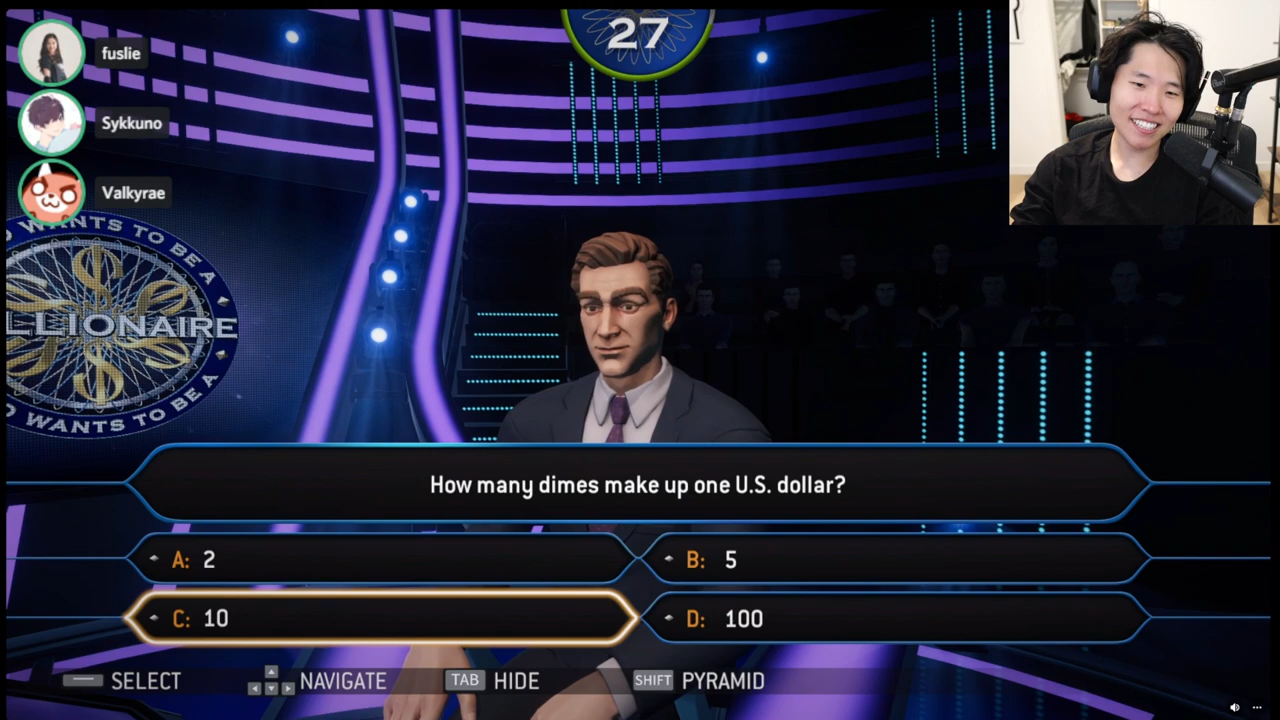 27
fuslie
Sykkuno
Valkyrae
WANTS TO BE A
LLIONAIRE
O WANTS TO BE A
How many dimes make up one U.S. dollar?
A: 2
B: 5
C: 10
D: 100
SELECT
NAVIGATE
TAB HIDE
SHIFT PYRAMID